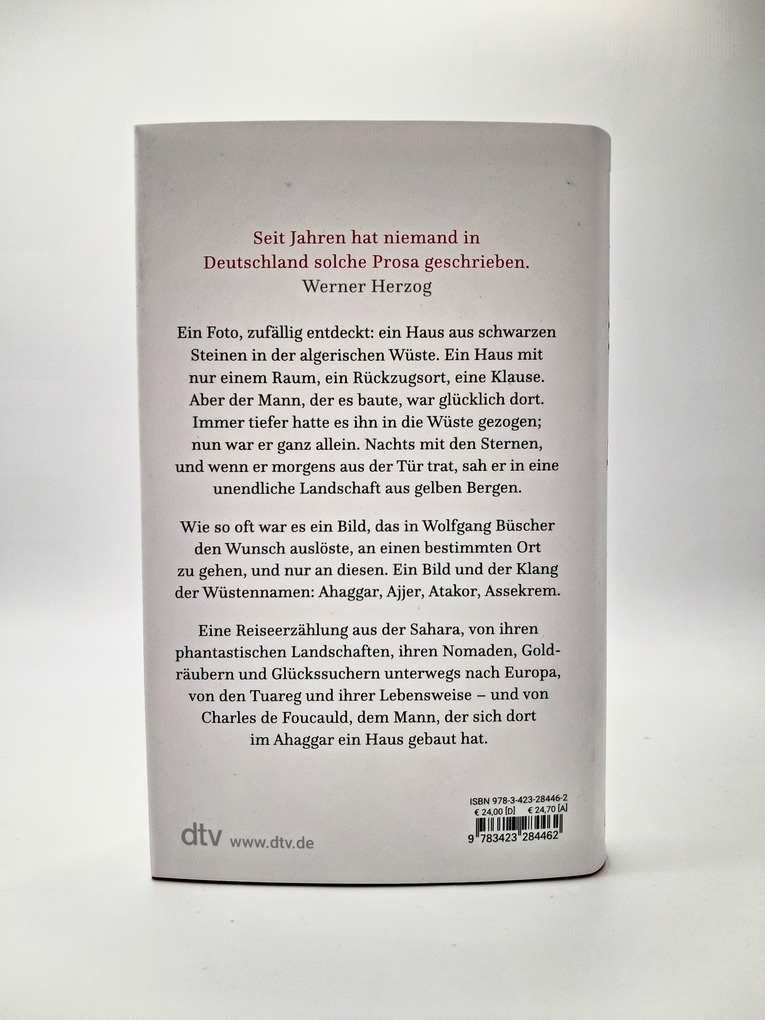 Seit Jahren hat niemand in
Deutschland solche Prosa geschrieben.
Werner Herzog
Ein Foto, zufällig entdeckt: ein Haus aus schwarzen
Steinen in der algerischen Wüste. Ein Haus mit
nur einem Raum, ein Rückzugsort, eine Klause.
Aber der Mann, der es baute, war glücklich dort.
Immer tiefer hatte es ihn in die Wüste gezogen;
nun war er ganz allein. Nachts mit den Sternen,
und wenn er morgens aus der Tür trat, sah er in eine
unendliche Landschaft aus gelben Bergen.
Wie so oft war es ein Bild, das in Wolfgang Büscher
den Wunsch auslöste, an einen bestimmten Ort
zu gehen, und nur an diesen. Ein Bild und der Klang
der Wüstennamen: Ahaggar, Ajjer, Atakor, Assekrem.
Eine Reiseerzählung aus der Sahara, von ihren
phantastischen Landschaften, ihren Nomaden, Gold-
räubern und Glückssuchern unterwegs nach Europa,
von den Tuareg und ihrer Lebensweise – und von
Charles de Foucauld, dem Mann, der sich dort
im Ahaggar ein Haus gebaut hat.
ISBN 978-3-423-28446-2
€ 24,00 [D] € 24,70 [A]
9 783423 284462
dtv www.dtv.de